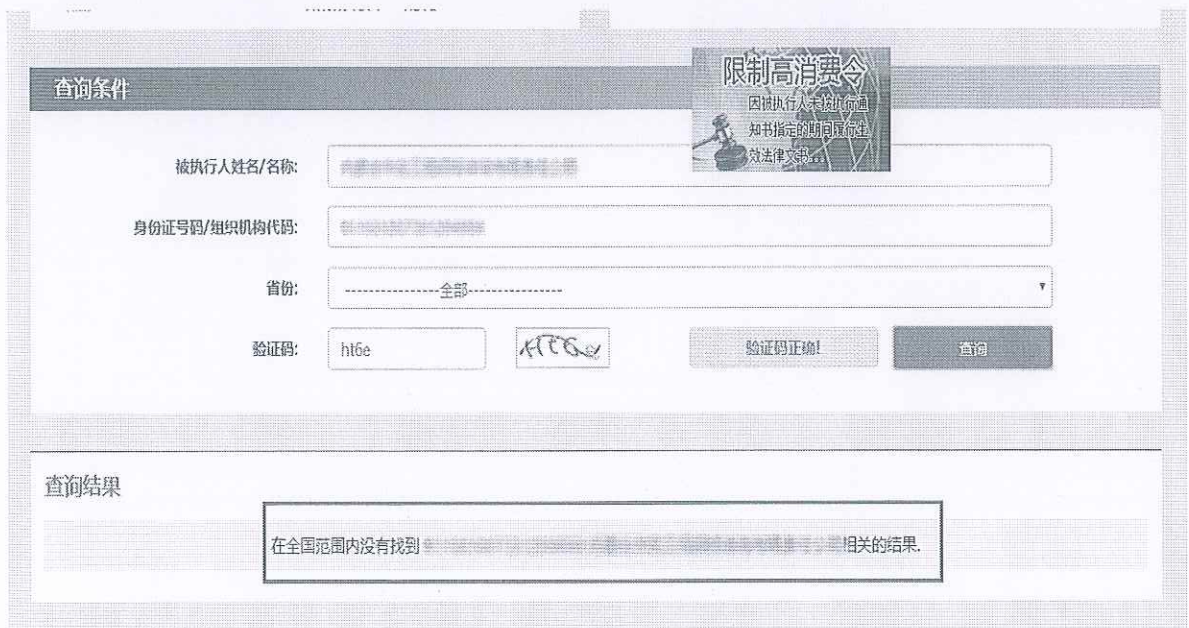 查询条件
限制高消费令
因被执行人未按执行通
知书指定的期间履行生
效法律文书...
被执行人姓名/名称:
身份证号码/组织机构代码:
省份: ----------------全部----------------
验证码: ht6e 验证码正确! 查询
查询结果
在全国范围内没有找到 相关的结果.